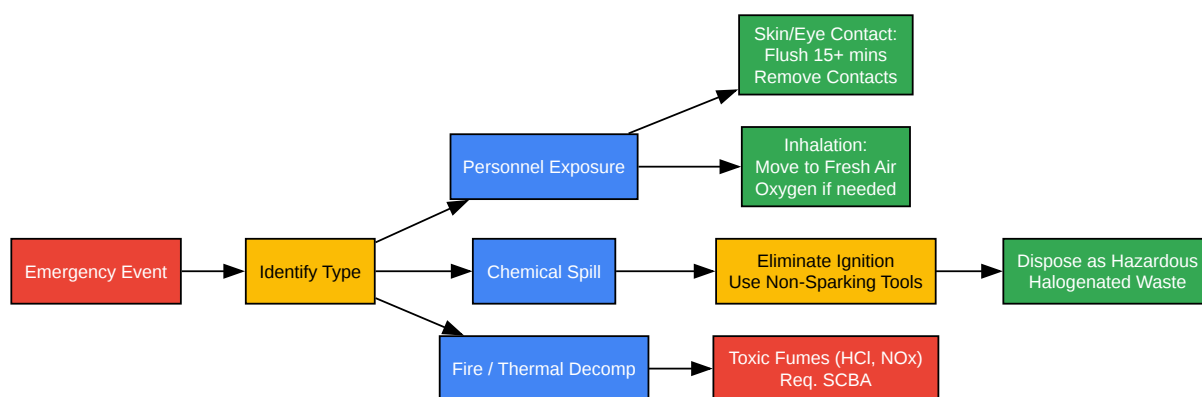 Skin/Eye Contact:
Flush 15+ mins
Remove Contacts
Personnel Exposure
Inhalation:
Move to Fresh Air
Oxygen if needed
Emergency Event
Identify Type
Chemical Spill
Eliminate Ignition
Use Non-Sparking Tools
Dispose as Hazardous
Halogenated Waste
Fire / Thermal Decomp
Toxic Fumes (HCl, NOx)
Req. SCBA